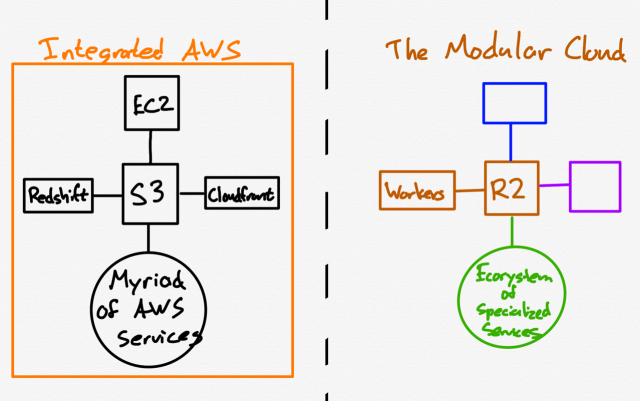 Integrated AWS
EC2
Redshift
S3
Cloudfront
Myriad
of AWS
Services
The Modular Cloud
Workers
R2
Ecosystem
of
Specialized
Services